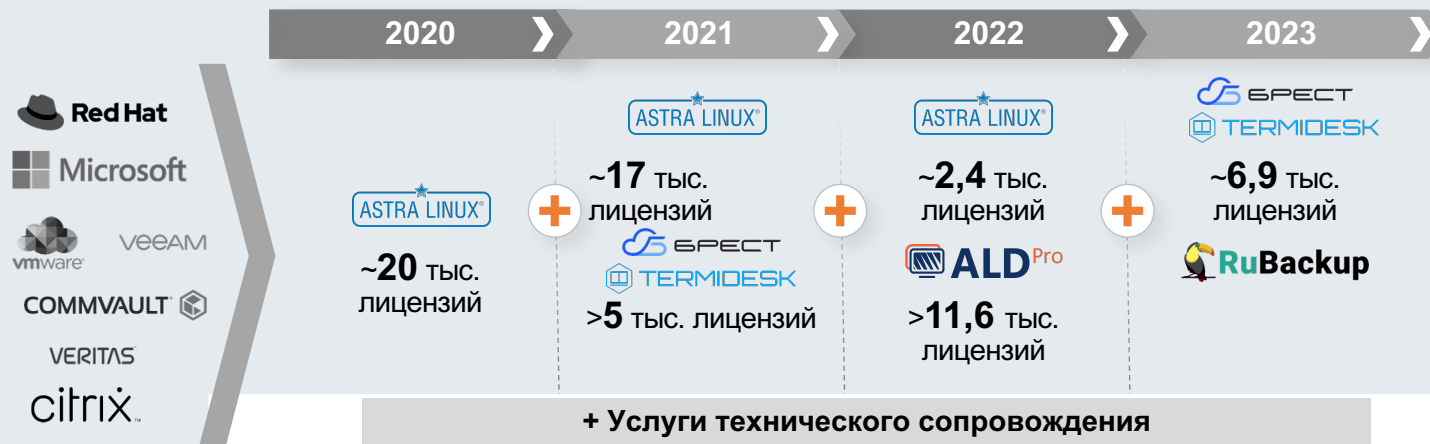 2020
2021
2022
2023
Red Hat
Microsoft
vmware®
veeAM
COMMVAULT
VERITAS
citrix™
ASTRA LINUX®
~20 тыс.
лицензий
ASTRA LINUX®
~17 тыс.
лицензий
БРЕСТ
TERMIDESK
>5 тыс. лицензий
ASTRA LINUX®
~2,4 тыс.
лицензий
ALD Pro
>11,6 тыс.
лицензий
БРЕСТ
TERMIDESK
~6,9 тыс.
лицензий
RuBackup
+ Услуги технического сопровождения